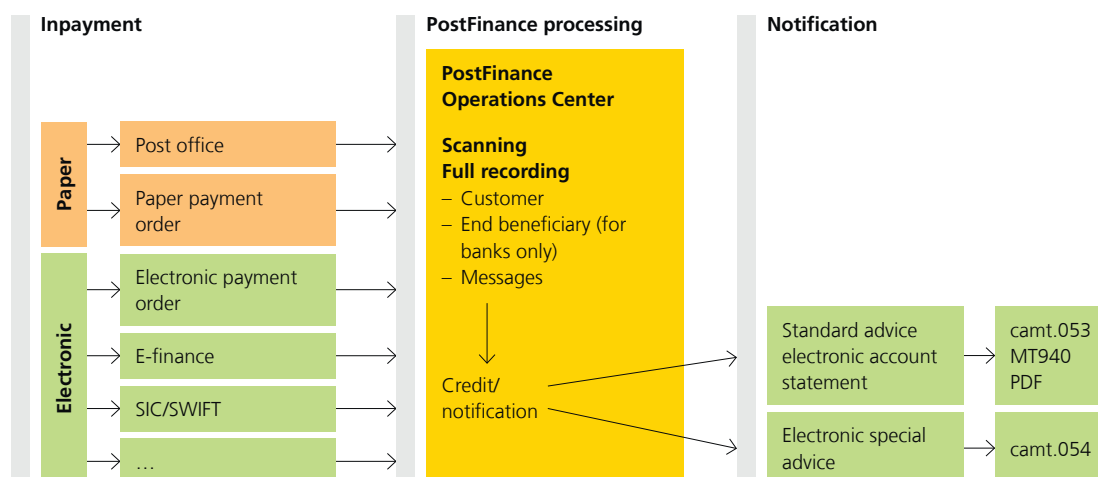 Inpayment
PostFinance processing
Notification
Paper
Post office
Paper payment
order
Electronic
Electronic payment
order
E-finance
SIC/SWIFT
…
PostFinance
Operations Center
Scanning
Full recording
– Customer
– End beneficiary (for
banks only)
– Messages
Credit/
notification
Standard advice
electronic account
statement
camt.053
MT940
PDF
Electronic special
advice
camt.054